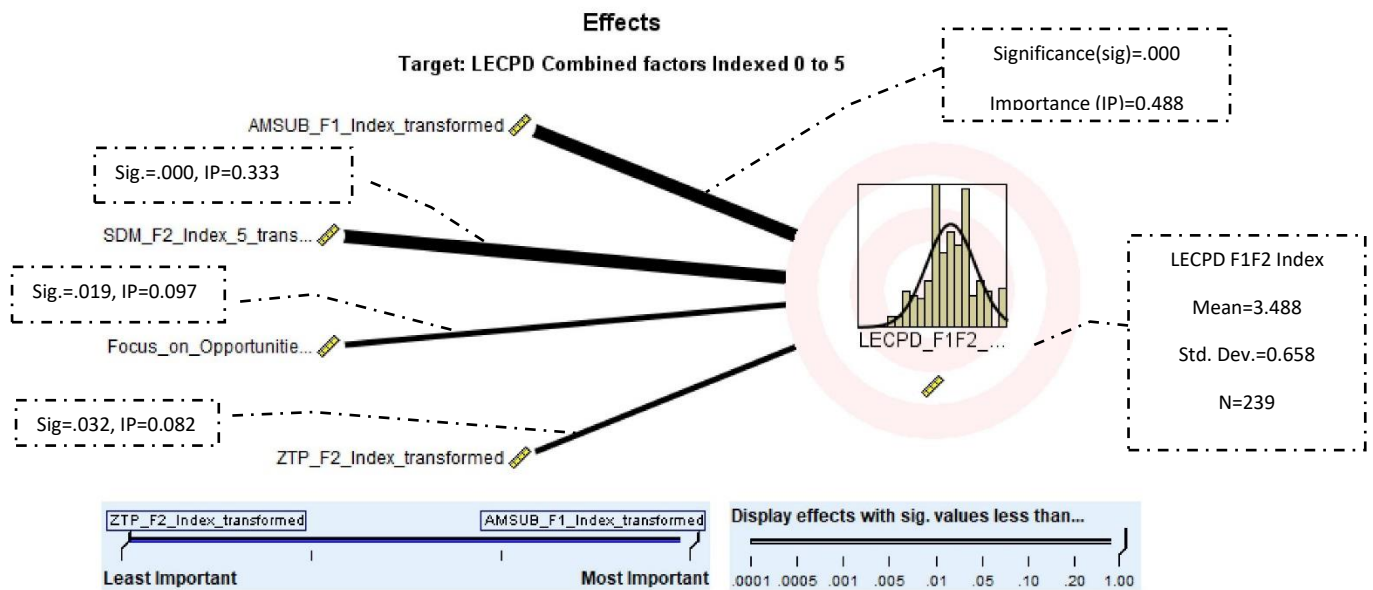 Effects
Target: LECPD Combined factors Indexed 0 to 5
Significance(sig)=.000
Importance (IP)=0.488
AMSUB_F1_Index_transformed
Sig.=.000, IP=0.333
SDM_F2_Index_5_trans...
Sig.=.019, IP=0.097
Focus_on_Opportunitie...
Sig=.032, IP=0.082
ZTP_F2_Index_transformed
LECPD_F1F2_...
LECPD F1F2 Index
Mean=3.488
Std. Dev.=0.658
N=239
ZTP_F2_Index_transformed
AMSUB_F1_Index_transformed
Least Important
Most Important
Display effects with sig. values less than...
.0001 .0005 .001 .005 .01 .05 .10 .20 1.00